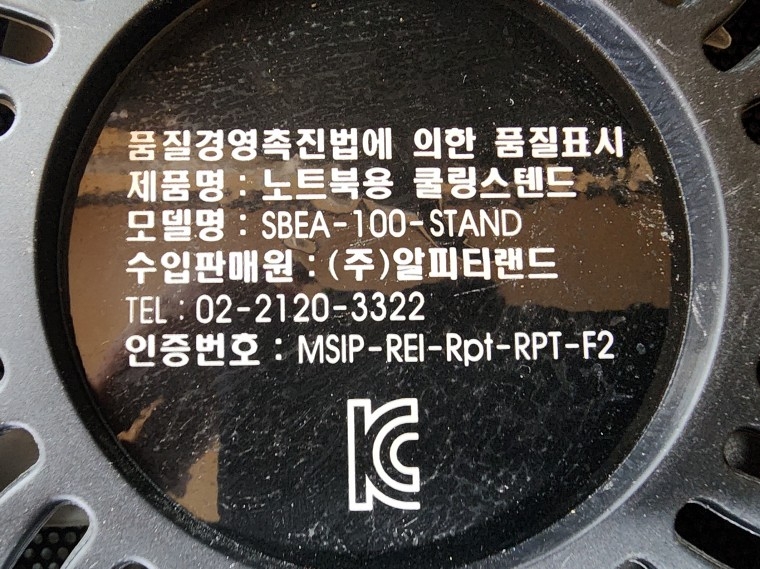 품질경영촉진법에 의한 품질표시
제품명 : 노트북용 쿨링스텐드
모델명 : SBEA-100-STAND
수입판매원 : (주)알피티랜드
TEL : 02-2120-3322
인증번호 : MSIP-REI-Rpt-RPT-F2
KC